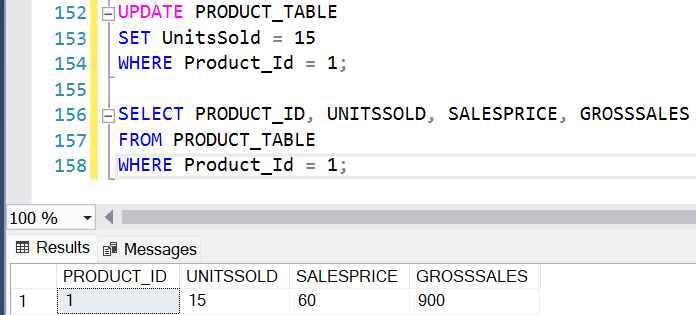 152 UPDATE PRODUCT_TABLE
153 SET UnitsSold = 15
154 WHERE Product_Id = 1;
155
156 SELECT PRODUCT_ID, UNITSSOLD, SALESPRICE, GROSSSALES
157 FROM PRODUCT_TABLE
158 WHERE Product_Id = 1;
100 %
Results Messages
PRODUCT_ID UNITSSOLD SALESPRICE GROSSSALES
1 1 15 60 900